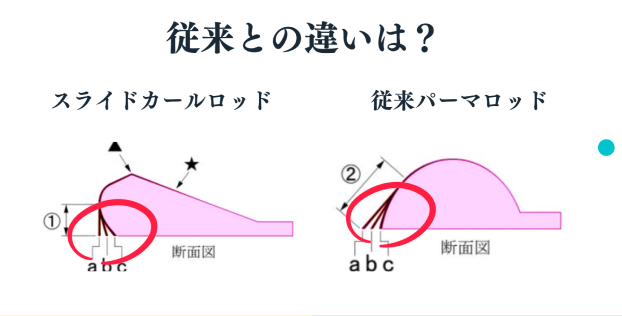 従来との違いは？
スライドカールロッド
従来パーマロッド
▲
★
①
②
a b c
断面図
a b c
断面図